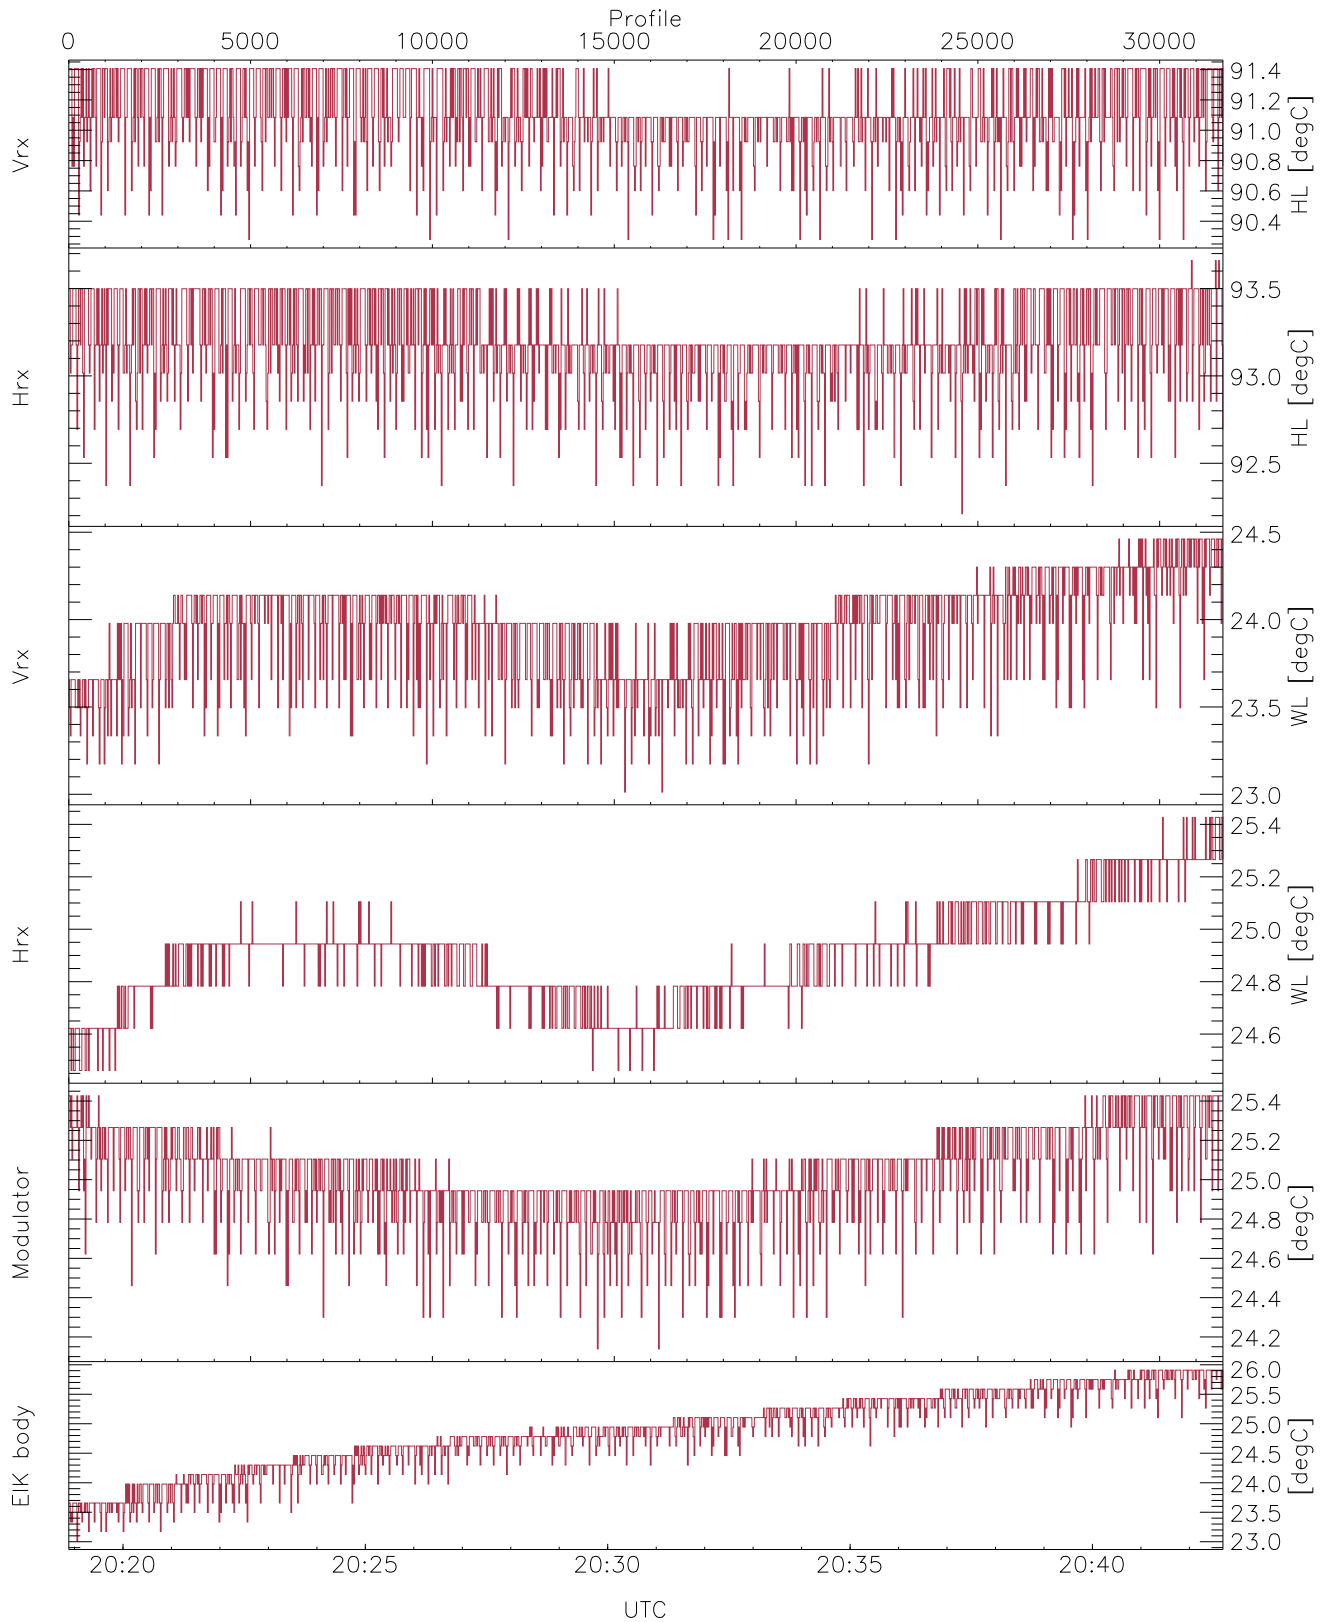 Profile
0 5000 10000 15000 20000 25000 30000
Vrx
91.4
91.2
91.0
90.8
90.6
90.4
HL [degC]
Hrx
93.5
93.0
92.5
HL [degC]
Vrx
24.5
24.0
23.5
23.0
WL [degC]
Hrx
25.4
25.2
25.0
24.8
24.6
WL [degC]
Modulator
25.4
25.2
25.0
24.8
24.6
24.4
24.2
[degC]
EIK body
26.0
25.5
25.0
24.5
24.0
23.5
23.0
[degC]
20:20 20:25 20:30 20:35 20:40
UTC